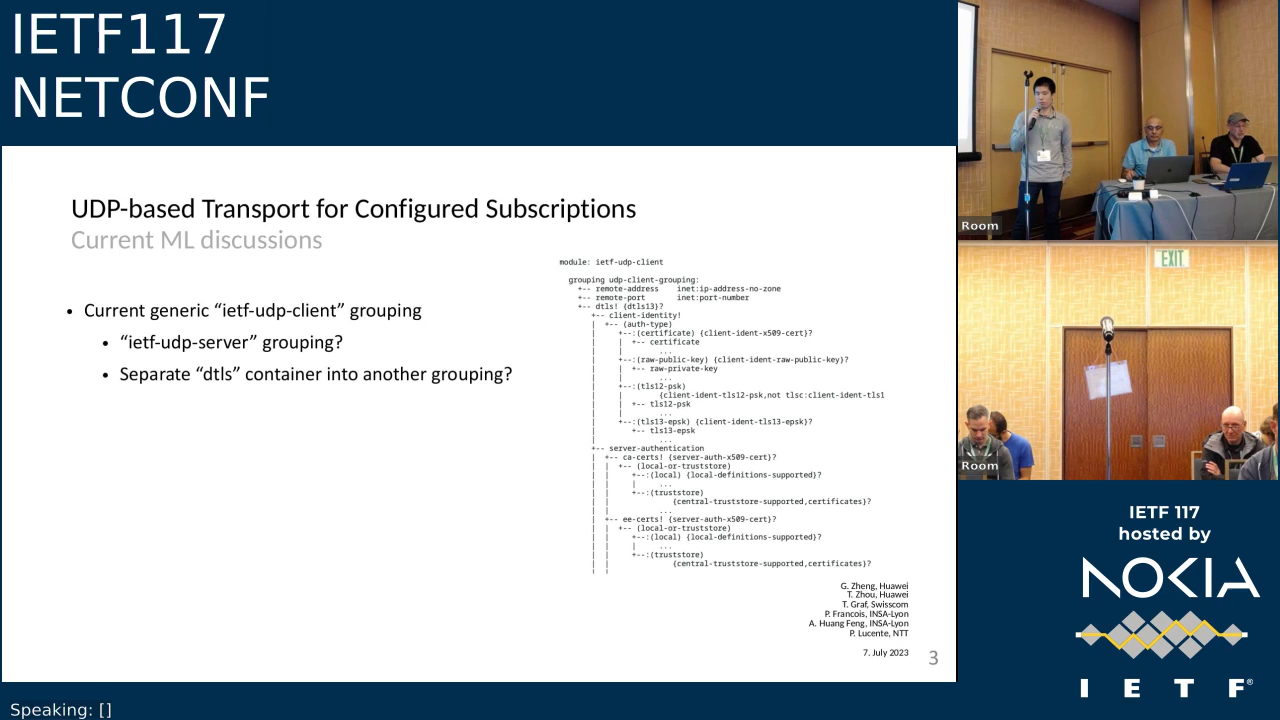 IETF117
NETCONF
UDP-based Transport for Configured Subscriptions
Current ML discussions
• Current generic “ietf-udp-client” grouping
• “ietf-udp-server” grouping?
• Separate “dtls” container into another grouping?
module: ietf-udp-client
grouping udp-client-grouping:
+-- remote-address    inet:ip-address-no-zone
+-- remote-port       inet:port-number
+-- dtls! {dtls13}?
+-- client-identity!
|  +-- (auth-type)
|     +--:(certificate) {client-ident-x509-cert}?
|     |  +-- certificate
|     |        ...
|     +--:(raw-public-key) {client-ident-raw-public-key}?
|     |  +-- raw-private-key
|     |        ...
|     +--:(tls12-psk)
|     |        {client-ident-tls12-psk,not tlsc:client-ident-tls1
|     |  +-- tls12-psk
|     |        ...
|     +--:(tls13-epsk) {client-ident-tls13-epsk}?
|        +-- tls13-epsk
|              ...
+-- server-authentication
|  +-- ca-certs! {server-auth-x509-cert}?
|  |  +-- (local-or-truststore)
|  |     +--:(local) {local-definitions-supported}?
|  |     |     ...
|  |     +--:(truststore)
|  |              {central-truststore-supported,certificates}?
|  |           ...
|  +-- ee-certs! {server-auth-x509-cert}?
|  |  +-- (local-or-truststore)
|  |     +--:(local) {local-definitions-supported}?
|  |     |     ...
|  |     +--:(truststore)
|  |              {central-truststore-supported,certificates}?
|  |
G. Zheng, Huawei
T. Zhou, Huawei
T. Graf, Swisscom
P. Francois, INSA-Lyon
A. Huang Feng, INSA-Lyon
P. Lucente, NTT
7. July 2023
3
Room
EXIT
Room
IETF 117
hosted by
NOKIA
I E T F®
Speaking: []